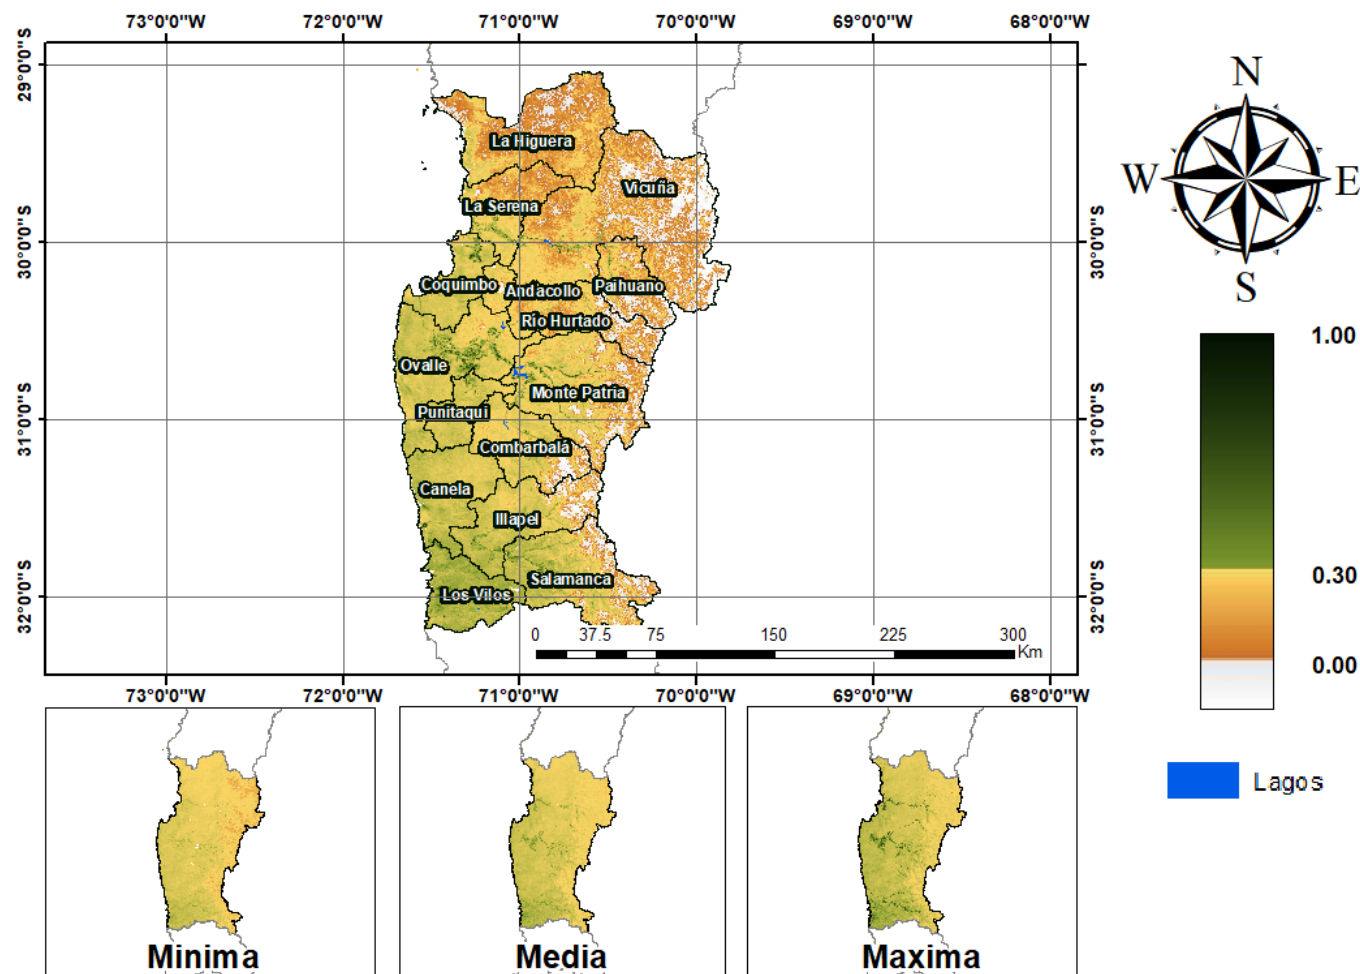 73°0'0"W 72°0'0"W 71°0'0"W 70°0'0"W 69°0'0"W 68°0'0"W
29°0'0"S
30°0'0"S
31°0'0"S
32°0'0"S
29°0'0"S
30°0'0"S
31°0'0"S
32°0'0"S
La Higuera
Vicuña
La Serena
Coquimbo
Andacollo
Paihuano
Río Hurtado
Ovalle
Monte Patria
Punitaqui
Combarbalá
Canela
Illapel
Salamanca
Los Vilos
0 37.5 75 150 225 300
Km
73°0'0"W 72°0'0"W 71°0'0"W 70°0'0"W 69°0'0"W 68°0'0"W
N
W E
S
1.00
0.30
0.00
Lagos
Minima
Media
Maxima